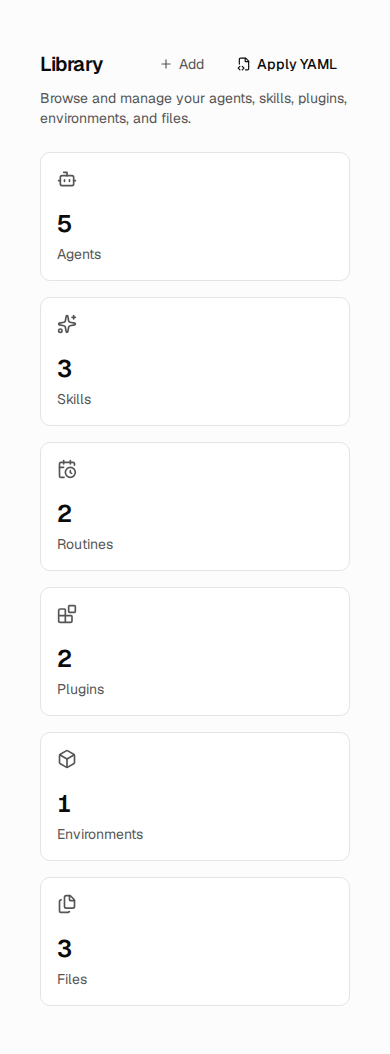 Library
Add
Apply YAML
Browse and manage your agents, skills, plugins,
environments, and files.
5
Agents
3
Skills
2
Routines
2
Plugins
1
Environments
3
Files